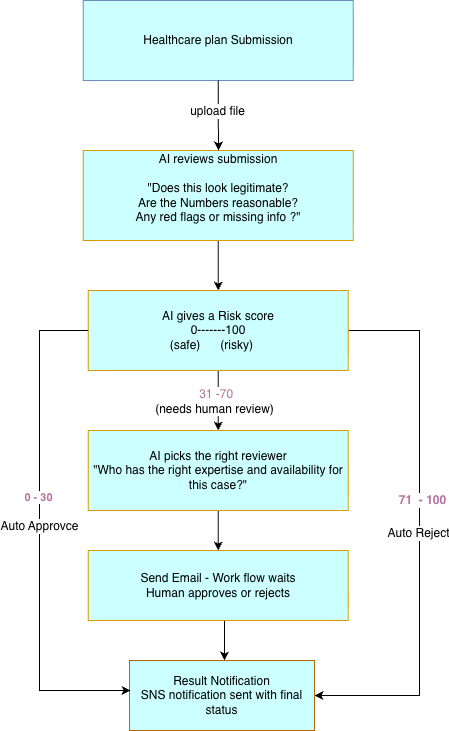 Healthcare plan Submission
upload file
AI reviews submission
"Does this look legitimate?
Are the Numbers reasonable?
Any red flags or missing info ?"
AI gives a Risk score
0-------100
(safe) (risky)
31 -70
(needs human review)
AI picks the right reviewer
"Who has the right expertise and availability for
this case?"
0 - 30
Auto Approvce
71 - 100
Auto Reject
Send Email - Work flow waits
Human approves or rejects
Result Notification
SNS notification sent with final
status